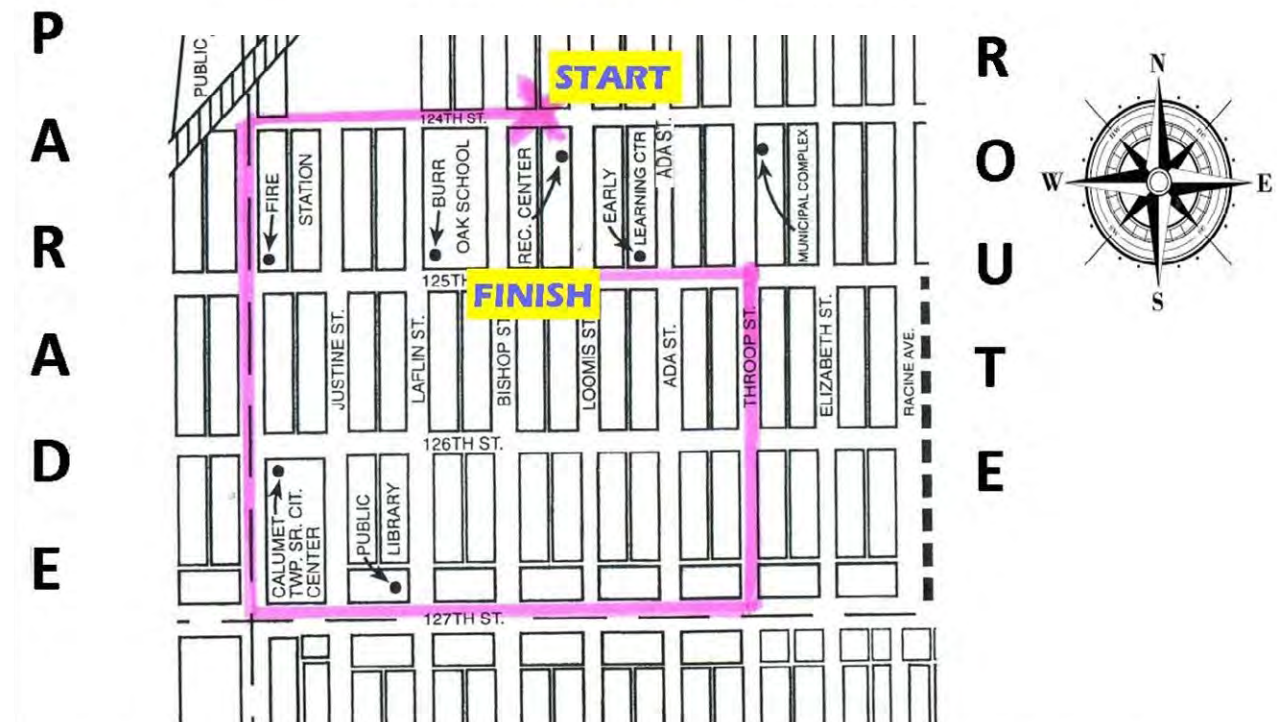 PARADE
ROUTE
N
W
E
S
PUBLIC
START
124TH ST.
FIRE
STATION
BURR
OAK SCHOOL
REC. CENTER
EARLY
LEARNING CTR
ADA ST.
MUNICIPAL COMPLEX
125TH
FINISH
JUSTINE ST.
LAFLIN ST.
BISHOP ST
LOOMIS ST.
ADA ST.
THROOP ST.
ELIZABETH ST.
RACINE AVE.
126TH ST.
CALUMET
TWP. SR. CIT.
CENTER
PUBLIC
LIBRARY
127TH ST.